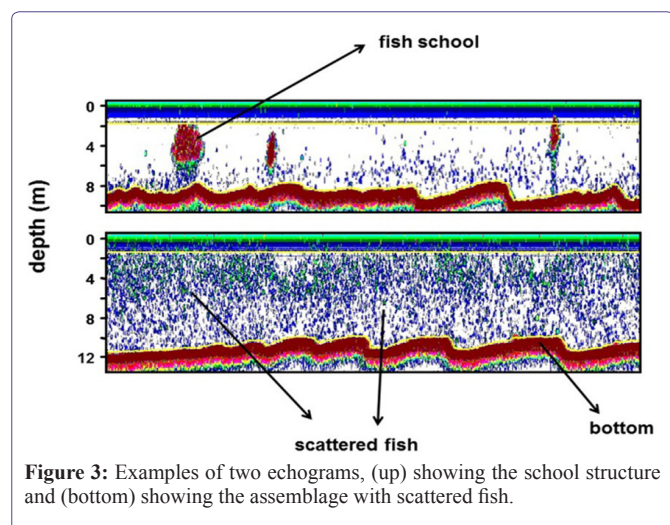 fish school
0
4
8
depth (m)
0
4
8
12
scattered fish
bottom
Figure 3: Examples of two echograms, (up) showing the school structure
and (bottom) showing the assemblage with scattered fish.